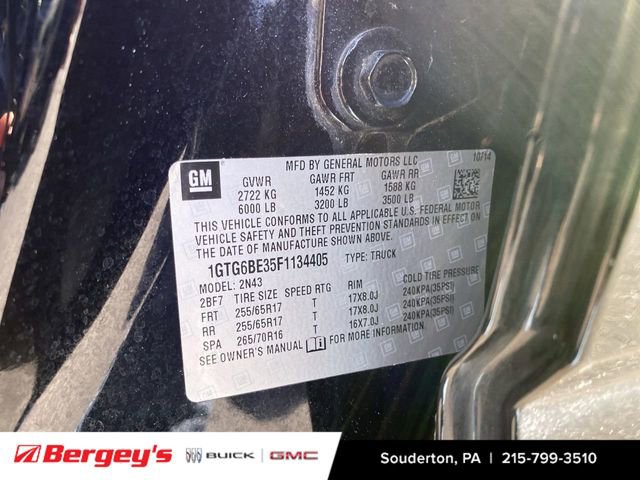 GM
MFD BY GENERAL MOTORS LLC 10/14
GVWR GAWR FRT GAWR RR
2722 KG 1452 KG 1588 KG
6000 LB 3200 LB 3500 LB
THIS VEHICLE CONFORMS TO ALL APPLICABLE U.S. FEDERAL MOTOR
VEHICLE SAFETY AND THEFT PREVENTION STANDARDS IN EFFECT ON
THE DATE OF MANUFACTURE SHOWN ABOVE.
1GTG6BE35F1134405 TYPE: TRUCK
MODEL: 2N43
2BF7 TIRE SIZE SPEED RTG RIM COLD TIRE PRESSURE
FRT 255/65R17 T 17X8.0J 240KPA(35PSI)
RR 255/65R17 T 17X8.0J 240KPA(35PSI)
SPA 265/70R16 T 16X7.0J 240KPA(35PSI)
SEE OWNER'S MANUAL FOR MORE INFORMATION.
Bergey's BUICK GMC Souderton, PA | 215-799-3510